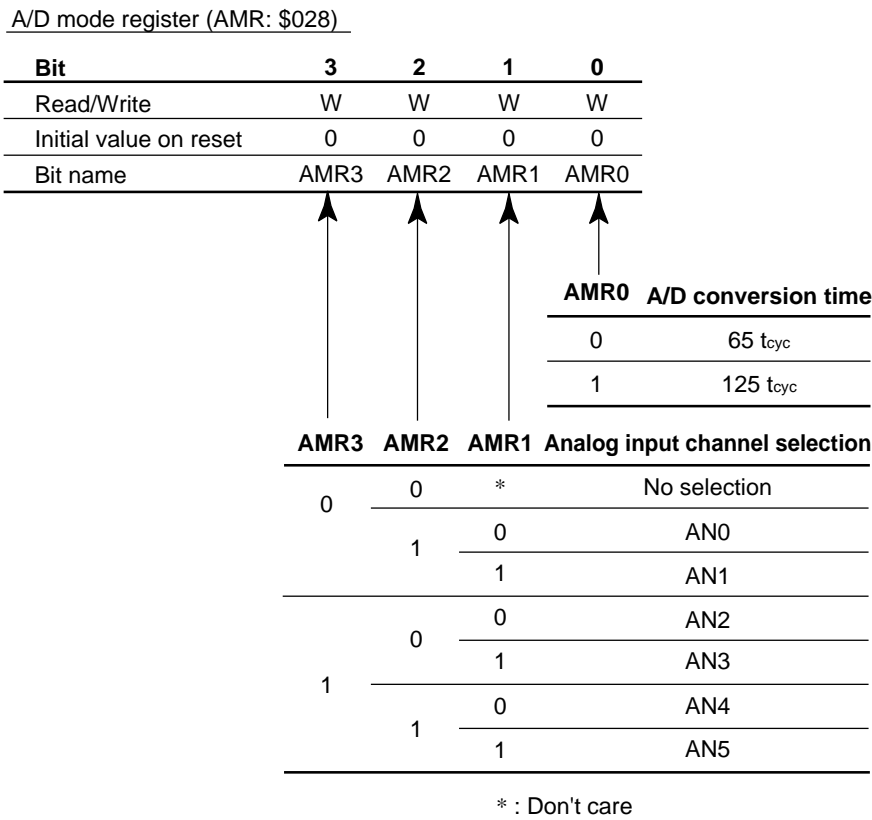 A/D mode register (AMR: $028)
Bit 3 2 1 0
Read/Write W W W W
Initial value on reset 0 0 0 0
Bit name AMR3 AMR2 AMR1 AMR0
AMR0 A/D conversion time
0 65 tcyc
1 125 tcyc
AMR3 AMR2 AMR1 Analog input channel selection
0 0 * No selection
1 0 AN0
1 AN1
1 0 0 AN2
1 AN3
1 0 AN4
1 AN5
* : Don't care